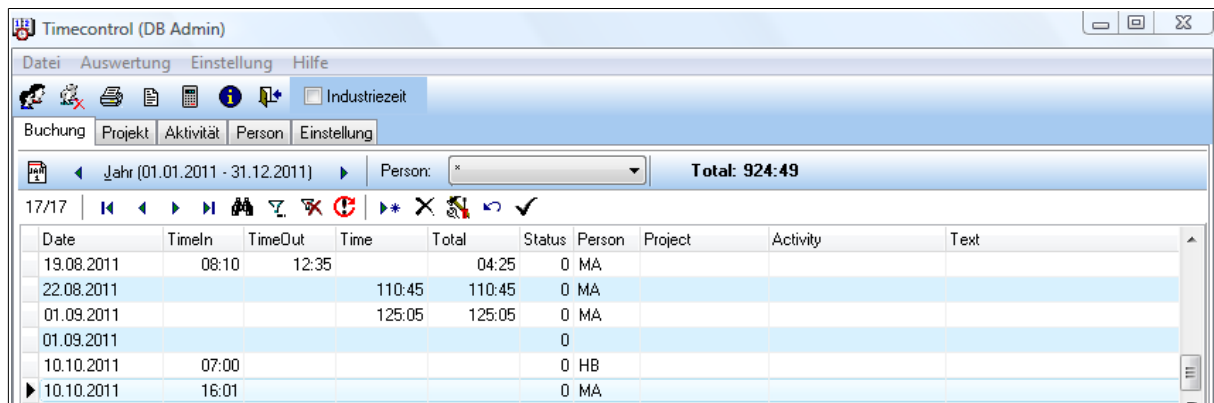 Timecontrol (DB Admin)
Datei Auswertung Einstellung Hilfe
Industriezeit
Buchung Projekt Aktivität Person Einstellung
Jahr (01.01.2011 - 31.12.2011) Person: * Total: 924:49
17/17
Date TimeIn TimeOut Time Total Status Person Project Activity Text
19.08.2011 08:10 12:35 04:25 0 MA
22.08.2011 110:45 110:45 0 MA
01.09.2011 125:05 125:05 0 MA
01.09.2011 0
10.10.2011 07:00 0 HB
10.10.2011 16:01 0 MA